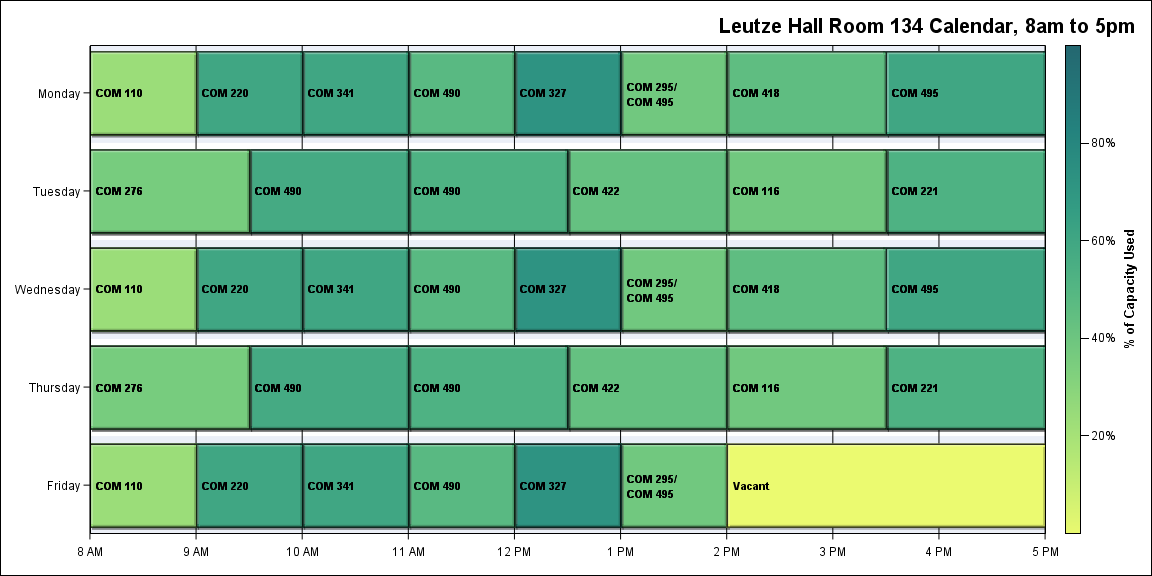 Leutze Hall Room 134 Calendar, 8am to 5pm
Monday
COM 110
COM 220
COM 341
COM 490
COM 327
COM 295/
COM 495
COM 418
COM 495
Tuesday
COM 276
COM 490
COM 490
COM 422
COM 116
COM 221
Wednesday
COM 110
COM 220
COM 341
COM 490
COM 327
COM 295/
COM 495
COM 418
COM 495
Thursday
COM 276
COM 490
COM 490
COM 422
COM 116
COM 221
Friday
COM 110
COM 220
COM 341
COM 490
COM 327
COM 295/
COM 495
Vacant
8 AM
9 AM
10 AM
11 AM
12 PM
1 PM
2 PM
3 PM
4 PM
5 PM
80%
60%
40%
20%
% of Capacity Used